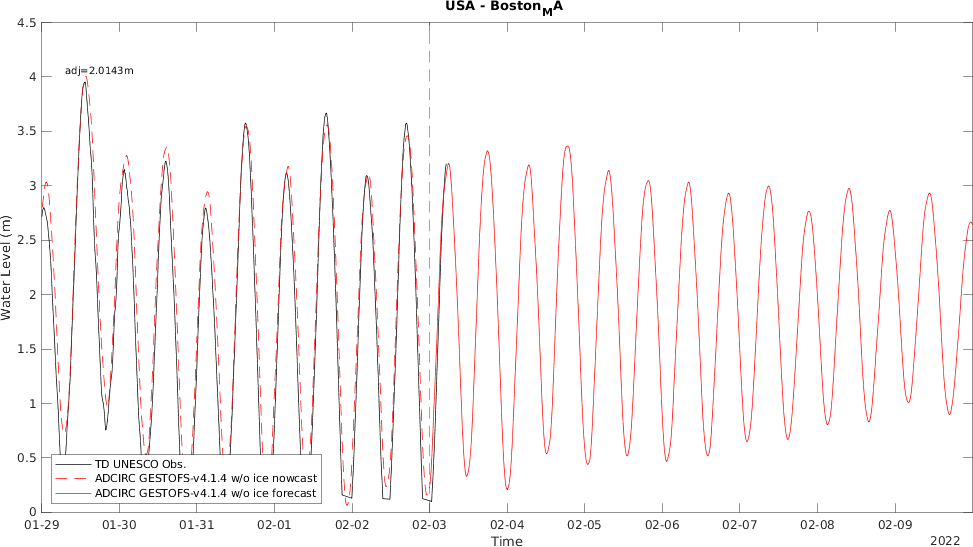 USA - Boston_MA
4.5
4
3.5
3
2.5
2
1.5
1
0.5
0
Water Level (m)
adj=2.0143m
TD UNESCO Obs.
ADCIRC GESTOFS-v4.1.4 w/o ice nowcast
ADCIRC GESTOFS-v4.1.4 w/o ice forecast
01-29 01-30 01-31 02-01 02-02 02-03 02-04 02-05 02-06 02-07 02-08 02-09
Time
2022